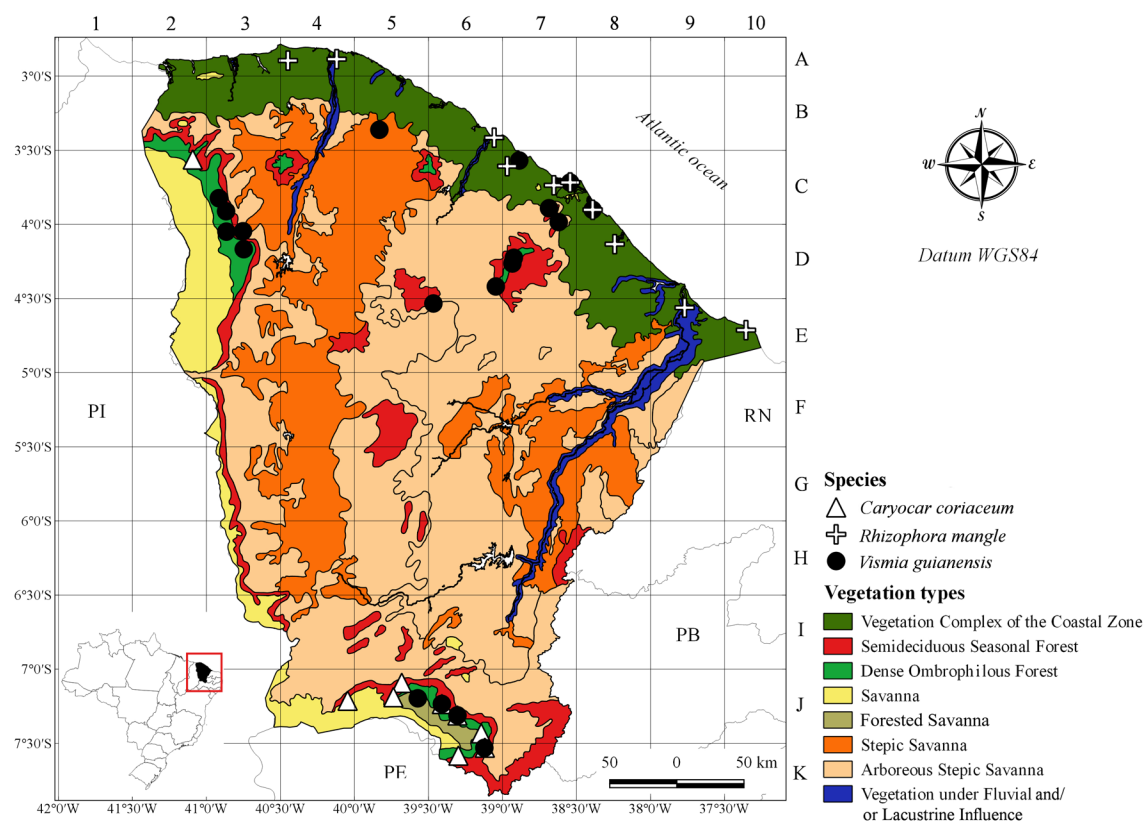 1 2 3 4 5 6 7 8 9 10
A
B
C
D
E
F
G
H
I
J
K
3°0'S
3°30'S
4°0'S
4°30'S
5°0'S
5°30'S
6°0'S
6°30'S
7°0'S
7°30'S
42°0'W 41°30'W 41°0'W 40°30'W 40°0'W 39°30'W 39°0'W 38°30'W 38°0'W 37°30'W
Atlantic ocean
PI
RN
PB
PE
50 0 50 km
N
W E
S
Datum WGS84
Species
Caryocar coriaceum
Rhizophora mangle
Vismia guianensis
Vegetation types
Vegetation Complex of the Coastal Zone
Semideciduous Seasonal Forest
Dense Ombrophilous Forest
Savanna
Forested Savanna
Stepic Savanna
Arboreous Stepic Savanna
Vegetation under Fluvial and/
or Lacustrine Influence